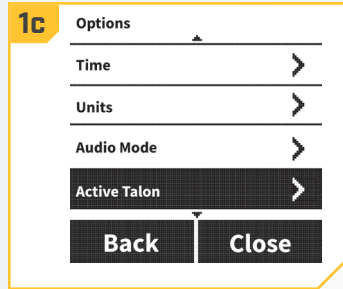 1c
Options
Time
Units
Audio Mode
Active Talon
Back
Close